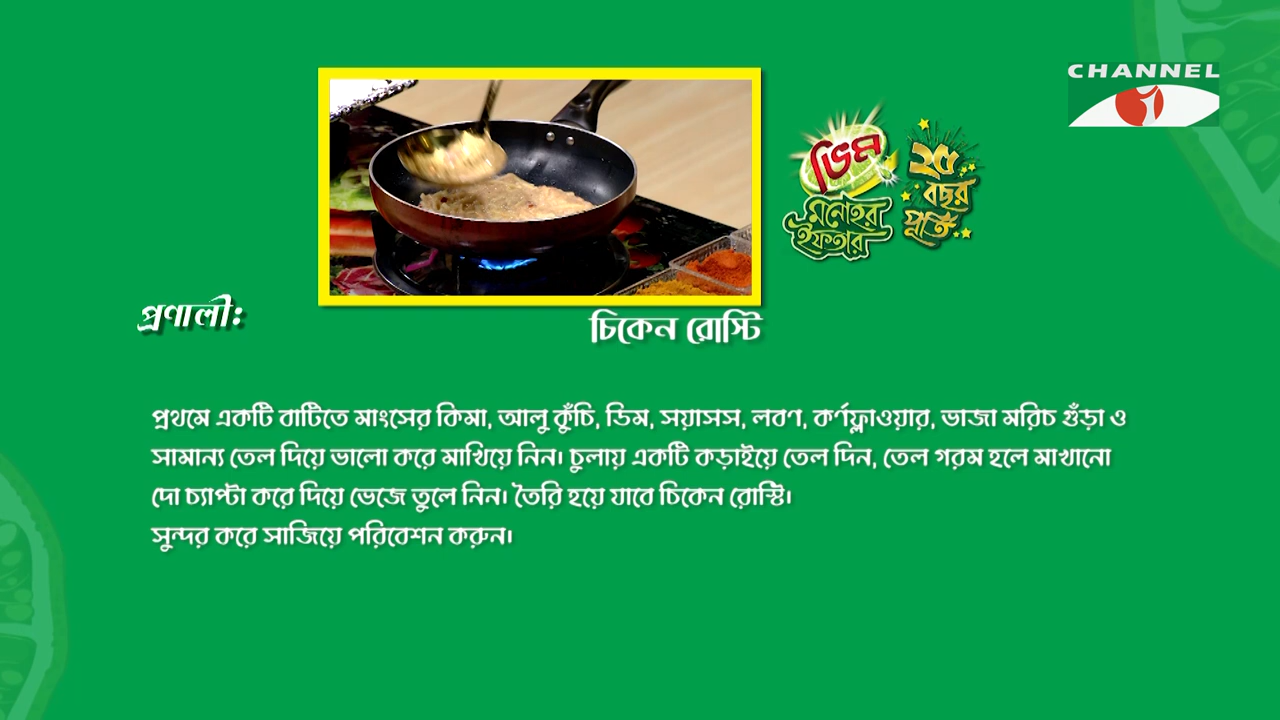 CHANNEL
ভিম
২৫
মনোহর
বছর
ইফতার
পূর্তি
প্রণালী:
চিকেন রোস্টি
প্রথমে একটি বাটিতে মাংসের কিমা, আলু কুঁচি, ডিম, সয়াসস, লবণ, কর্ণফ্লাওয়ার, ভাজা মরিচ গুঁড়া ও
সামান্য তেল দিয়ে ভালো করে মাখিয়ে নিন। চুলায় একটি কড়াইয়ে তেল দিন, তেল গরম হলে মাখানো
দো চ্যাপ্টা করে দিয়ে ভেজে তুলে নিন। তৈরি হয়ে যাবে চিকেন রোস্টি।
সুন্দর করে সাজিয়ে পরিবেশন করুন।